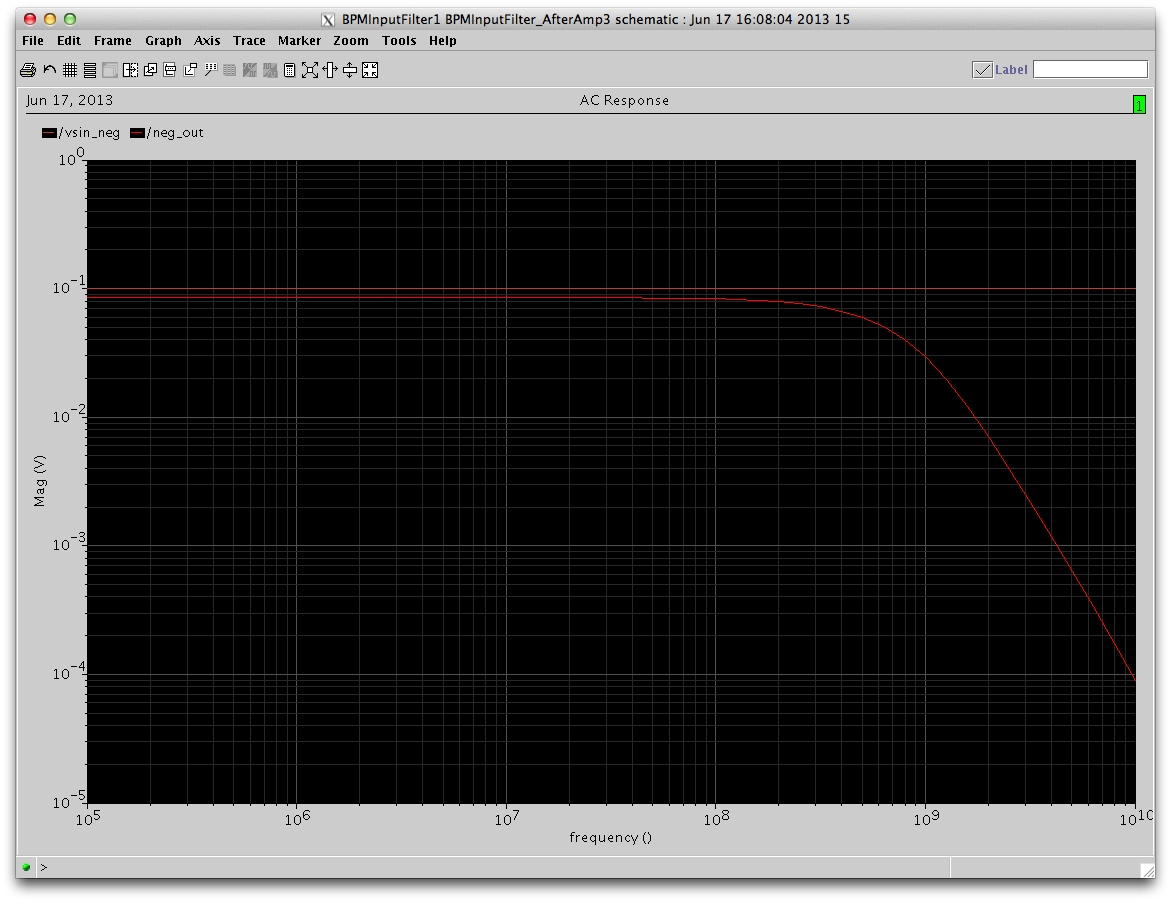 BPMInputFilter1 BPMInputFilter_AfterAmp3 schematic : Jun 17 16:08:04 2013 15
File Edit Frame Graph Axis Trace Marker Zoom Tools Help
Label
Jun 17, 2013 AC Response 1
/vsin_neg /neg_out
10^0
10^-1
10^-2
Mag (V)
10^-3
10^-4
10^-5
10^5 10^6 10^7 10^8 10^9 10^10
frequency ()
>